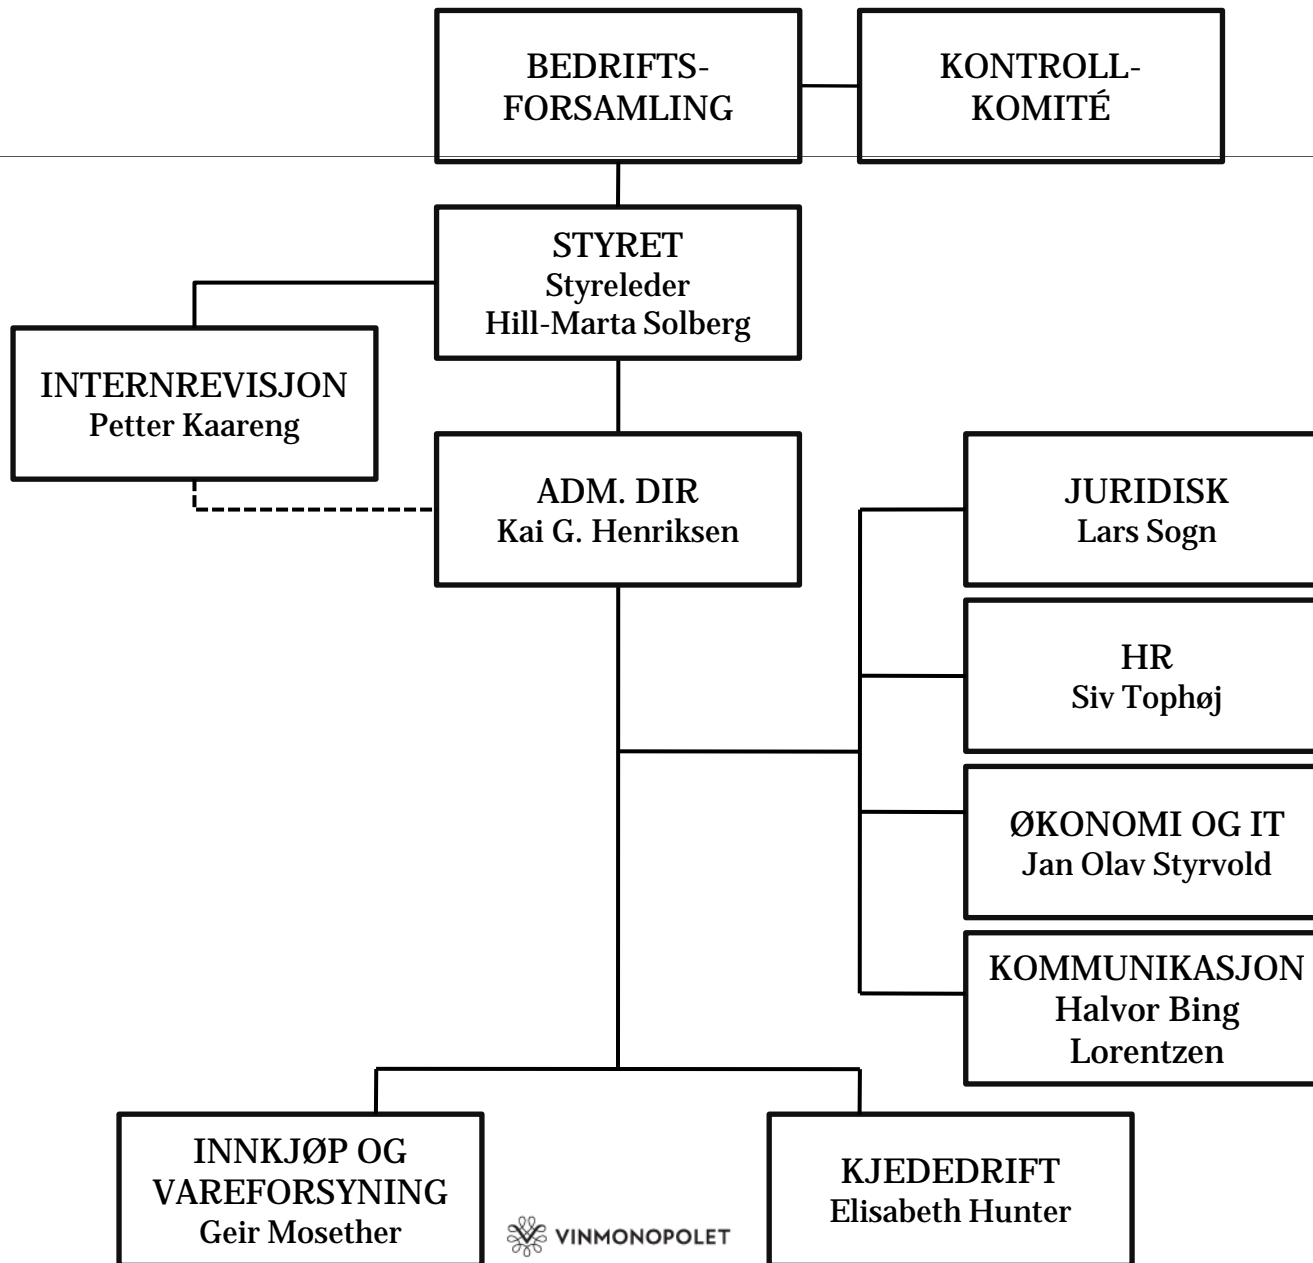 BEDRIFTS-
FORSAMLING
KONTROLL-
KOMITÉ
STYRET
Styreleder
Hill-Marta Solberg
INTERNREVISJON
Petter Kaareng
ADM. DIR
Kai G. Henriksen
JURIDISK
Lars Sogn
HR
Siv Tophøj
ØKONOMI OG IT
Jan Olav Styrvold
KOMMUNIKASJON
Halvor Bing
Lorentzen
INNKJØP OG
VAREFORSYNING
Geir Mosether
KJEDEDRIFT
Elisabeth Hunter
VINMONOPOLET